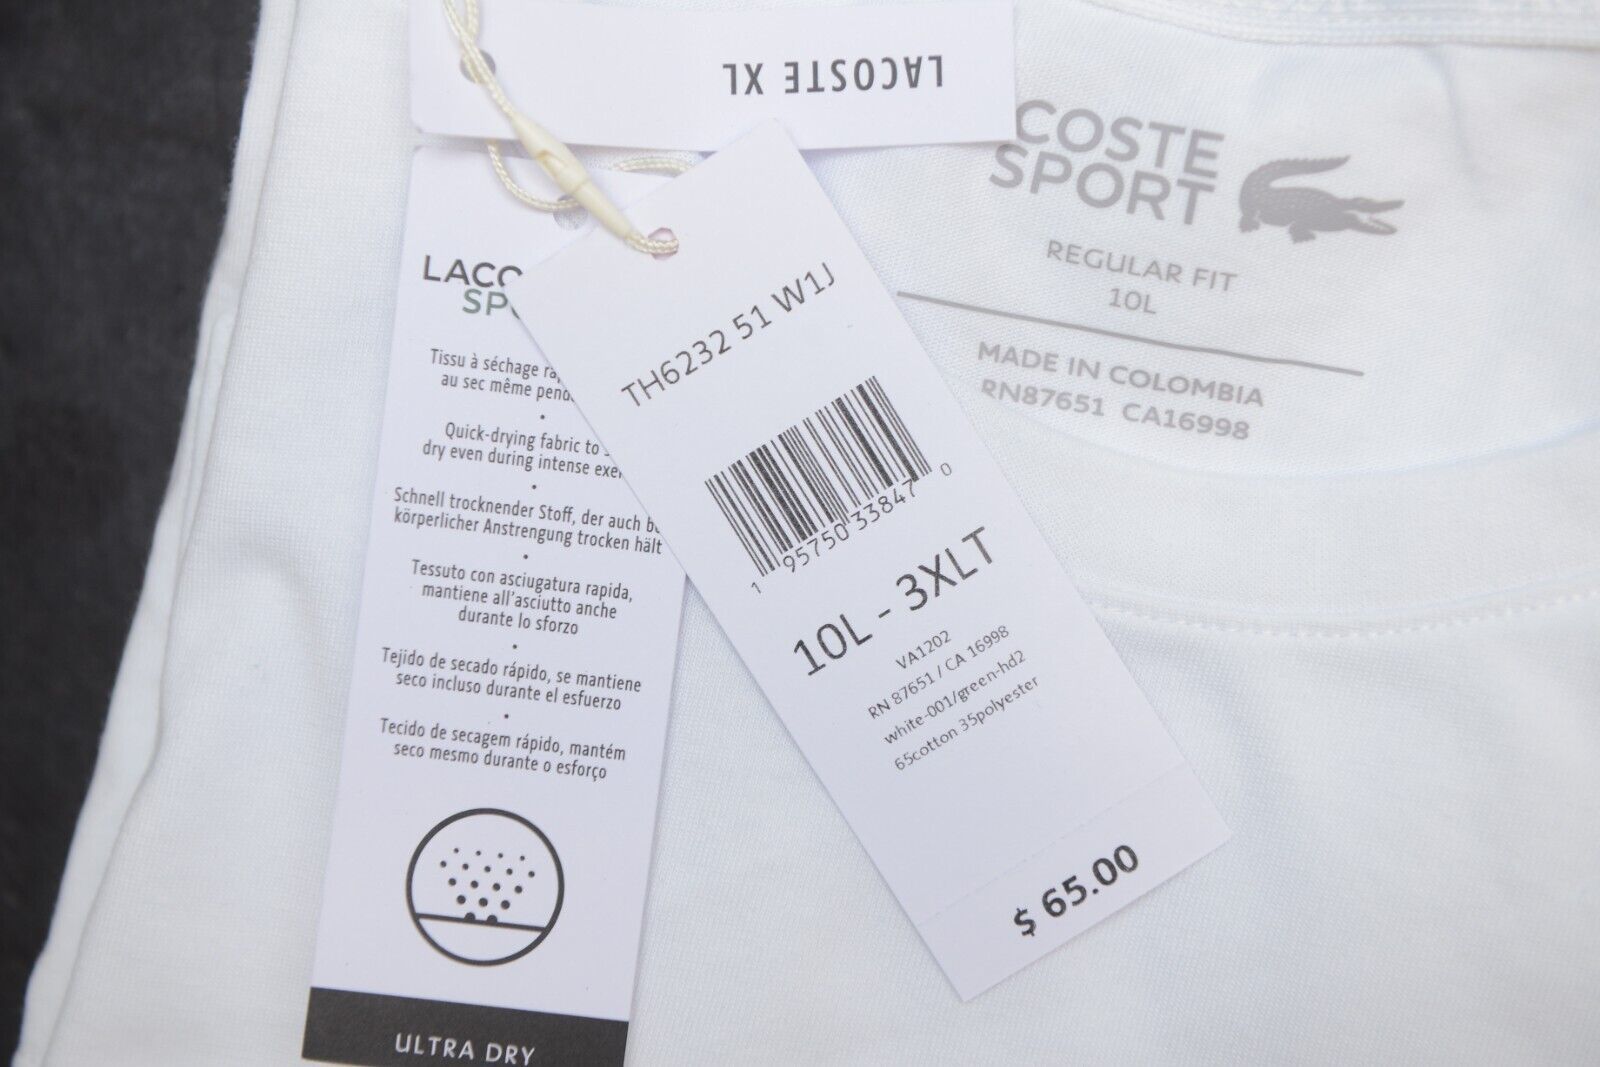 LACOSTE XL
COSTE
SPORT
REGULAR FIT
10L
MADE IN COLOMBIA
RN87651 CA16998
LACO
SP
Tissu à séchage
au sec même
Quick-drying fabric to
dry even during intense
Schnell trocknender Stoff, der auch
körperlicher Anstrengung trocken hält
Tessuto con asciugatura rapida,
mantiene all'asciutto anche
durante lo sforzo
Tejido de secado rápido, se mantiene
seco incluso durante el esfuerzo
Tecido de secagem rápido, mantém
seco mesmo durante o esforço
ULTRA DRY
TH6232 51 W1J
1 95750 33847 0
10L - 3XLT
VA1202
RN 87651 / CA 16998
white-001/green-hd2
65cotton 35polyester
$ 65.00